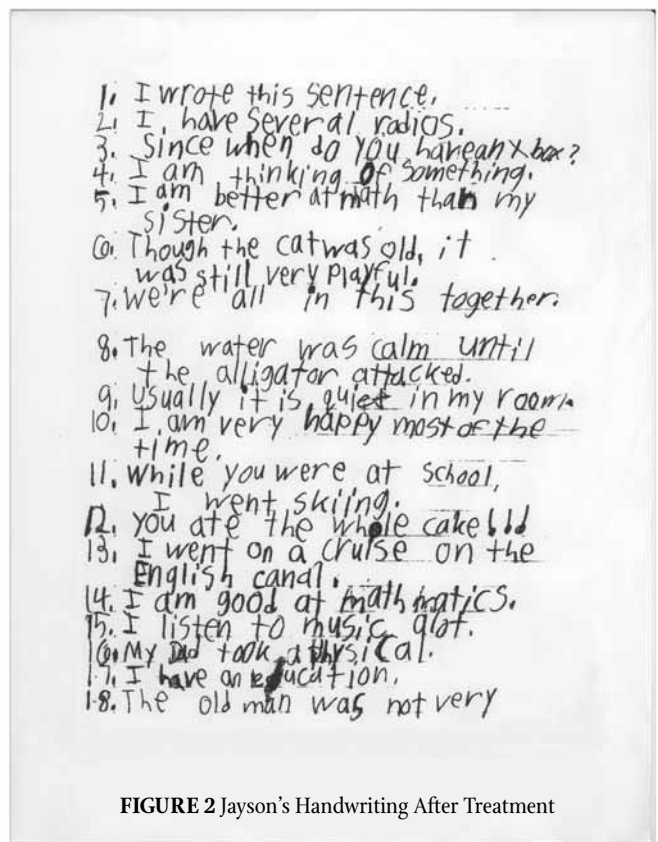 1. I wrote this sentence.
2. I have several radios.
3. Since when do you havean x box?
4. I am thinking of something.
5. I am better at math than my
sister.
6. Though the cat was old, it
was still very playful.
7. We're all in this together.
8. The water was calm until
the alligator attacked.
9. Usually it is quiet in my room.
10. I am very happy most of the
time.
11. While you were at school,
I went skiing.
12. you ate the whole cake!!!
13. I went on a cruise on the
English canal.
14. I am good at mathmatics.
15. I listen to music alot.
16. My Dad took a physical.
17. I have an education.
18. The old man was not very
FIGURE 2 Jayson's Handwriting After Treatment